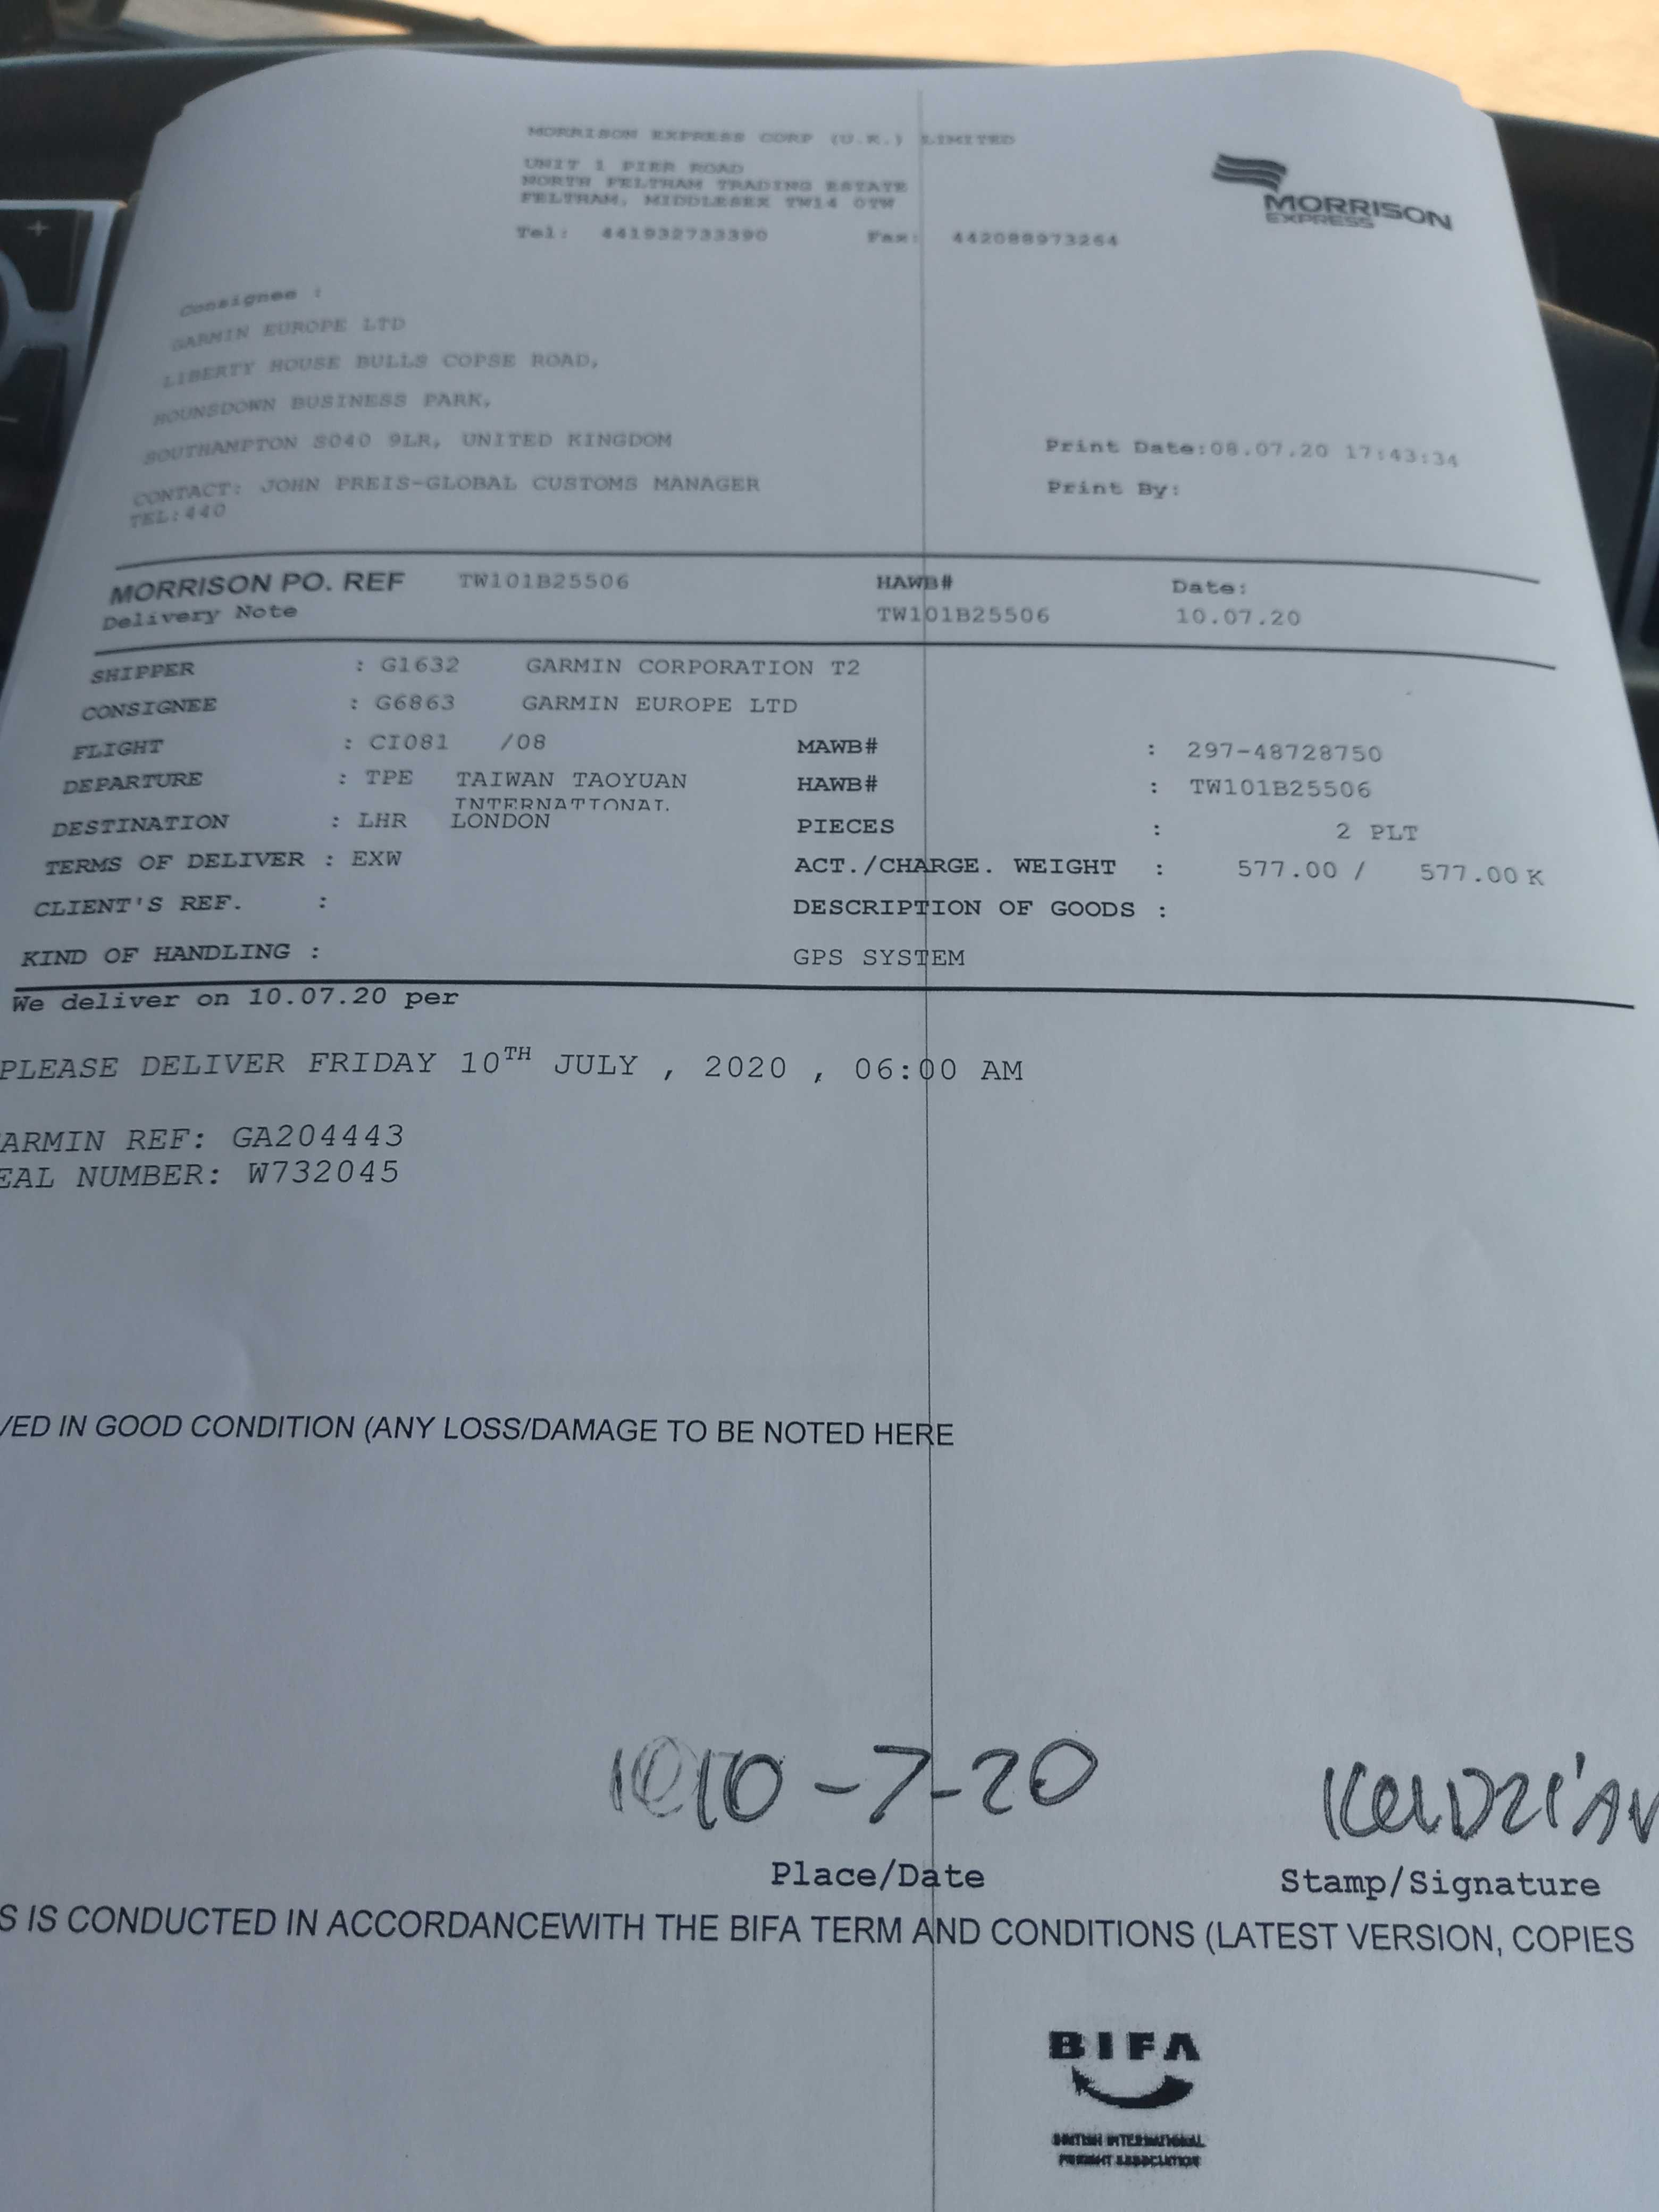 MORRISON EXPRESS CORP (U.K.) LIMITED
UNIT 1 PIER ROAD
NORTH FELTHAM TRADING ESTATE
FELTHAM, MIDDLESEX TW14 0TW
Tel: 441932733390 Fax: 442088973264
MORRISON
EXPRESS
Consignee :
GARMIN EUROPE LTD
LIBERTY HOUSE BULLS COPSE ROAD,
HOUNSDOWN BUSINESS PARK,
SOUTHAMPTON SO40 9LR, UNITED KINGDOM
CONTACT: JOHN PREIS-GLOBAL CUSTOMS MANAGER
TEL:440
Print Date:08.07.20 17:43:34
Print By:
MORRISON PO. REF TW101B25506 HAWB# Date:
Delivery Note TW101B25506 10.07.20
SHIPPER : G1632 GARMIN CORPORATION T2
CONSIGNEE : G6863 GARMIN EUROPE LTD
FLIGHT : CI081 /08 MAWB# : 297-48728750
DEPARTURE : TPE TAIWAN TAOYUAN HAWB# : TW101B25506
INTERNATIONAL
DESTINATION : LHR LONDON PIECES : 2 PLT
TERMS OF DELIVER : EXW ACT./CHARGE. WEIGHT : 577.00 / 577.00 K
CLIENT'S REF. : DESCRIPTION OF GOODS :
KIND OF HANDLING : GPS SYSTEM
We deliver on 10.07.20 per
PLEASE DELIVER FRIDAY 10TH JULY , 2020 , 06:00 AM
ARMIN REF: GA204443
EAL NUMBER: W732045
VED IN GOOD CONDITION (ANY LOSS/DAMAGE TO BE NOTED HERE
10-7-20
Place/Date Stamp/Signature
S IS CONDUCTED IN ACCORDANCEWITH THE BIFA TERM AND CONDITIONS (LATEST VERSION, COPIES
BIFA
BRITISH INTERNATIONAL
FREIGHT ASSOCIATION